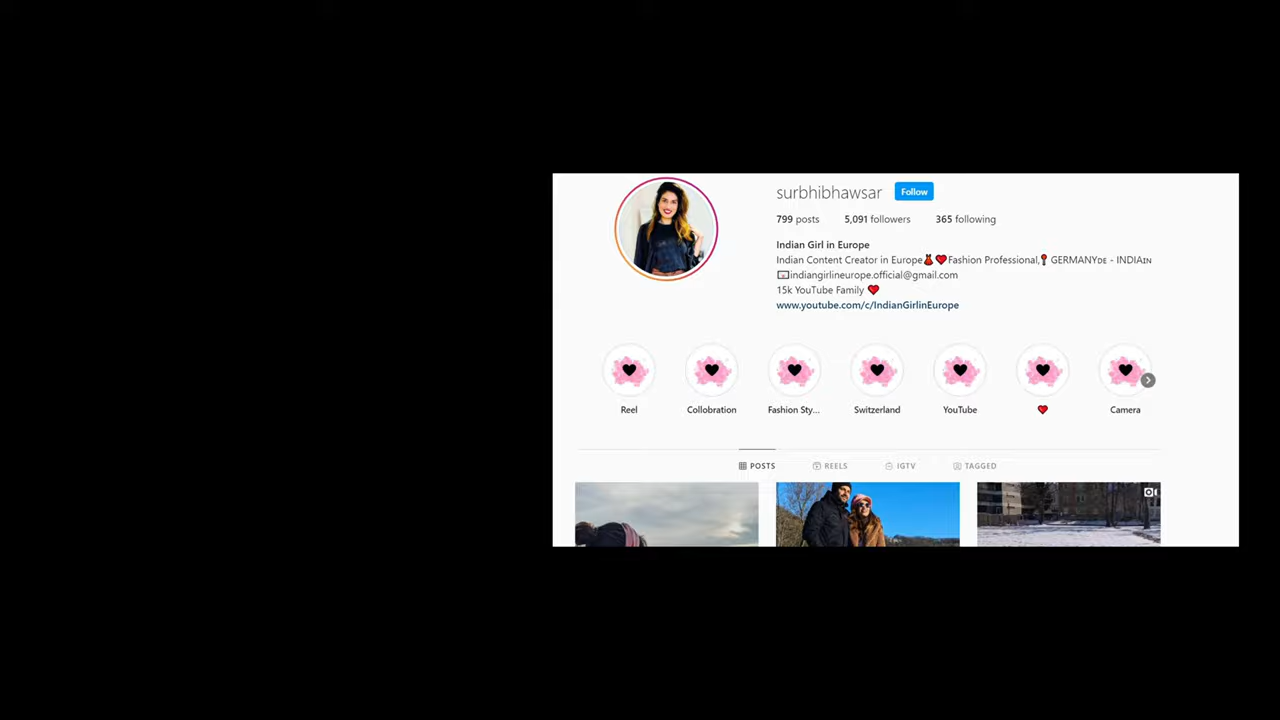 surbhibhawsar Follow
799 posts 5,091 followers 365 following
Indian Girl in Europe
Indian Content Creator in Europe👗❤️Fashion Professional,📍 GERMANYᴅᴇ - INDIAɪɴ
📧indiangirlineurope.official@gmail.com
15k YouTube Family ❤️
www.youtube.com/c/IndianGirlinEurope
Reel Collobration Fashion Sty... Switzerland YouTube ❤️ Camera
POSTS REELS IGTV TAGGED